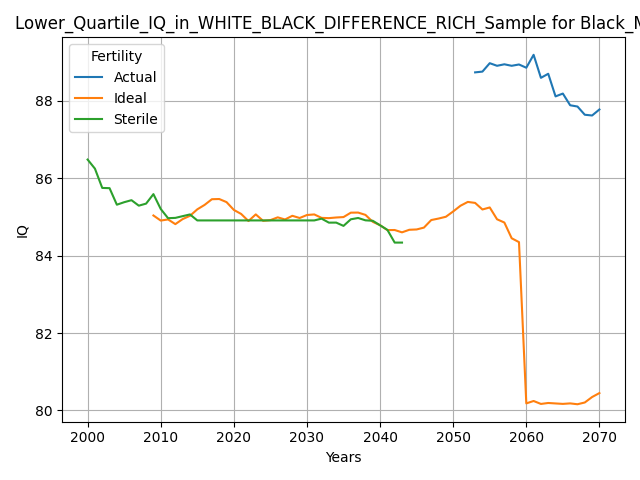 Lower_Quartile_IQ_in_WHITE_BLACK_DIFFERENCE_RICH_Sample for Black_M
Fertility
Actual
Ideal
Sterile
IQ
88
86
84
82
80
2000 2010 2020 2030 2040 2050 2060 2070
Years